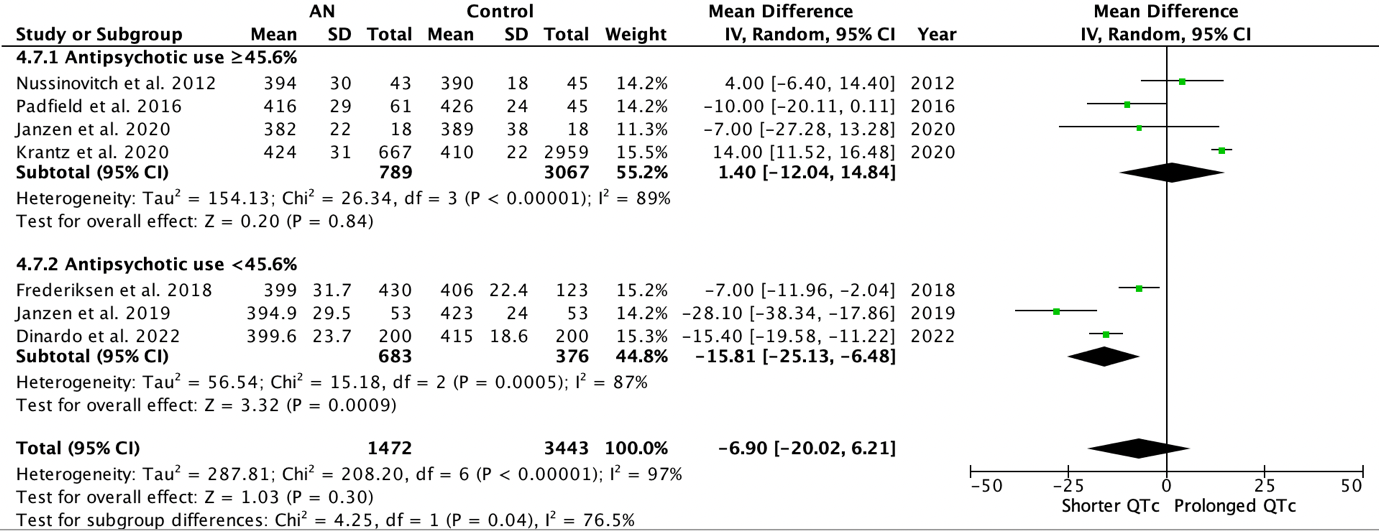 AN Control Mean Difference Mean Difference
Study or Subgroup Mean SD Total Mean SD Total Weight IV, Random, 95% CI Year IV, Random, 95% CI
4.7.1 Antipsychotic use ≥45.6%
Nussinovitch et al. 2012 394 30 43 390 18 45 14.2% 4.00 [−6.40, 14.40] 2012
Padfield et al. 2016 416 29 61 426 24 45 14.2% −10.00 [−20.11, 0.11] 2016
Janzen et al. 2020 382 22 18 389 38 18 11.3% −7.00 [−27.28, 13.28] 2020
Krantz et al. 2020 424 31 667 410 22 2959 15.5% 14.00 [11.52, 16.48] 2020
Subtotal (95% CI) 789 3067 55.2% 1.40 [−12.04, 14.84]
Heterogeneity: Tau² = 154.13; Chi² = 26.34, df = 3 (P < 0.00001); I² = 89%
Test for overall effect: Z = 0.20 (P = 0.84)
4.7.2 Antipsychotic use <45.6%
Frederiksen et al. 2018 399 31.7 430 406 22.4 123 15.2% −7.00 [−11.96, −2.04] 2018
Janzen et al. 2019 394.9 29.5 53 423 24 53 14.2% −28.10 [−38.34, −17.86] 2019
Dinardo et al. 2022 399.6 23.7 200 415 18.6 200 15.3% −15.40 [−19.58, −11.22] 2022
Subtotal (95% CI) 683 376 44.8% −15.81 [−25.13, −6.48]
Heterogeneity: Tau² = 56.54; Chi² = 15.18, df = 2 (P = 0.0005); I² = 87%
Test for overall effect: Z = 3.32 (P = 0.0009)
Total (95% CI) 1472 3443 100.0% −6.90 [−20.02, 6.21]
Heterogeneity: Tau² = 287.81; Chi² = 208.20, df = 6 (P < 0.00001); I² = 97%
Test for overall effect: Z = 1.03 (P = 0.30)
Test for subgroup differences: Chi² = 4.25, df = 1 (P = 0.04), I² = 76.5%
−50 −25 0 25 50
Shorter QTc Prolonged QTc